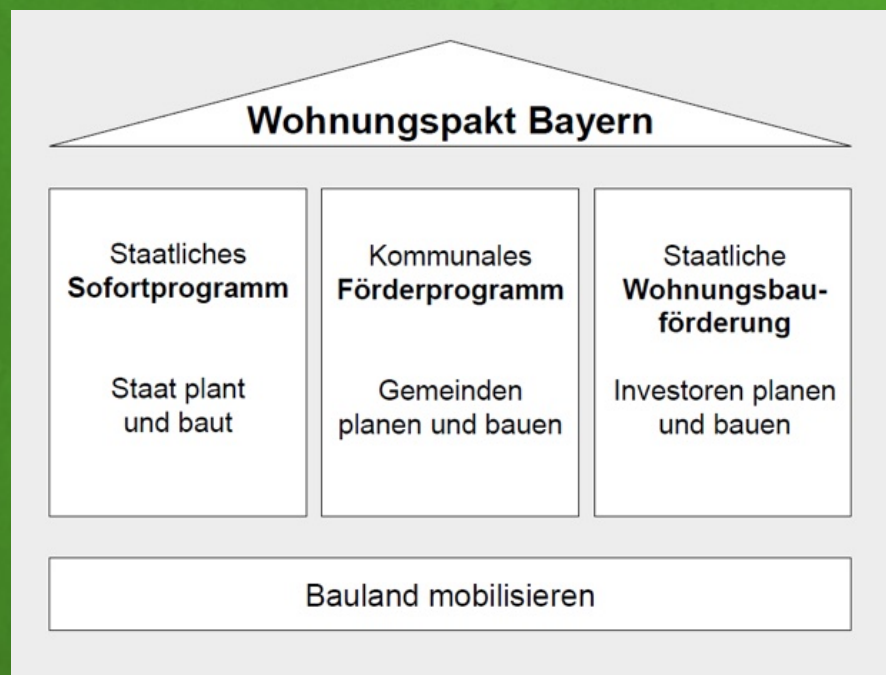 Wohnungspakt Bayern
Staatliches
Sofortprogramm
Staat plant
und baut
Kommunales
Förderprogramm
Gemeinden
planen und bauen
Staatliche
Wohnungsbau-
förderung
Investoren planen
und bauen
Bauland mobilisieren